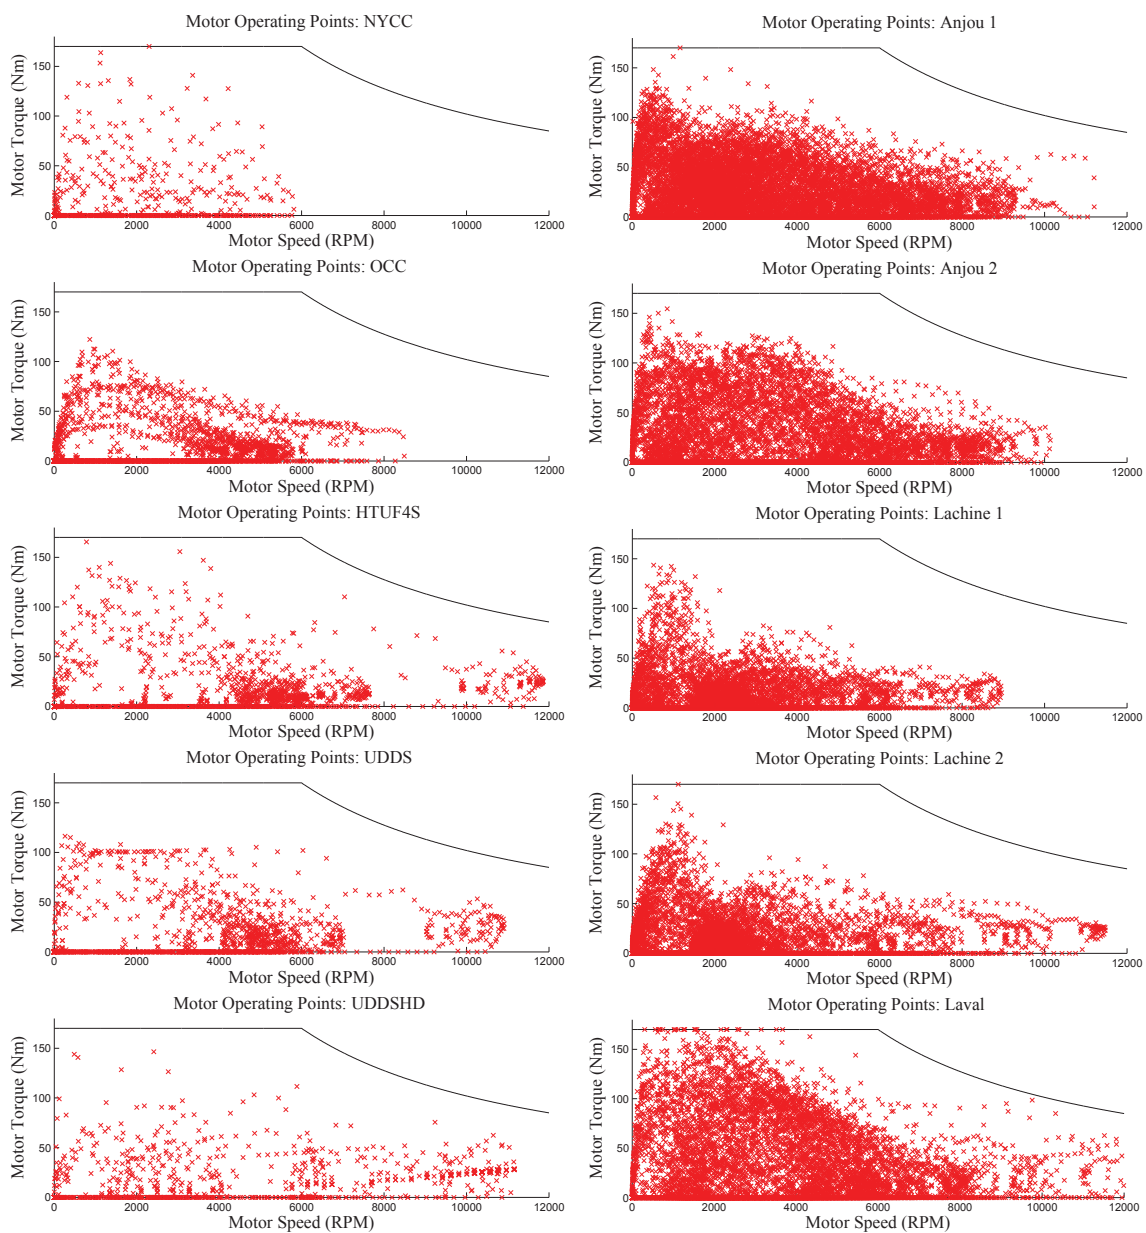 Motor Operating Points: NYCC
Motor Torque (Nm)
150
100
50
0
0 2000 4000 6000 8000 10000 12000
Motor Speed (RPM)
Motor Operating Points: Anjou 1
Motor Torque (Nm)
150
100
50
0
0 2000 4000 6000 8000 10000 12000
Motor Speed (RPM)
Motor Operating Points: OCC
Motor Torque (Nm)
150
100
50
0
0 2000 4000 6000 8000 10000 12000
Motor Speed (RPM)
Motor Operating Points: Anjou 2
Motor Torque (Nm)
150
100
50
0
0 2000 4000 6000 8000 10000 12000
Motor Speed (RPM)
Motor Operating Points: HTUF4S
Motor Torque (Nm)
150
100
50
0
0 2000 4000 6000 8000 10000 12000
Motor Speed (RPM)
Motor Operating Points: Lachine 1
Motor Torque (Nm)
150
100
50
0
0 2000 4000 6000 8000 10000 12000
Motor Speed (RPM)
Motor Operating Points: UDDS
Motor Torque (Nm)
150
100
50
0
0 2000 4000 6000 8000 10000 12000
Motor Speed (RPM)
Motor Operating Points: Lachine 2
Motor Torque (Nm)
150
100
50
0
0 2000 4000 6000 8000 10000 12000
Motor Speed (RPM)
Motor Operating Points: UDDSHD
Motor Torque (Nm)
150
100
50
0
0 2000 4000 6000 8000 10000 12000
Motor Speed (RPM)
Motor Operating Points: Laval
Motor Torque (Nm)
150
100
50
0
0 2000 4000 6000 8000 10000 12000
Motor Speed (RPM)